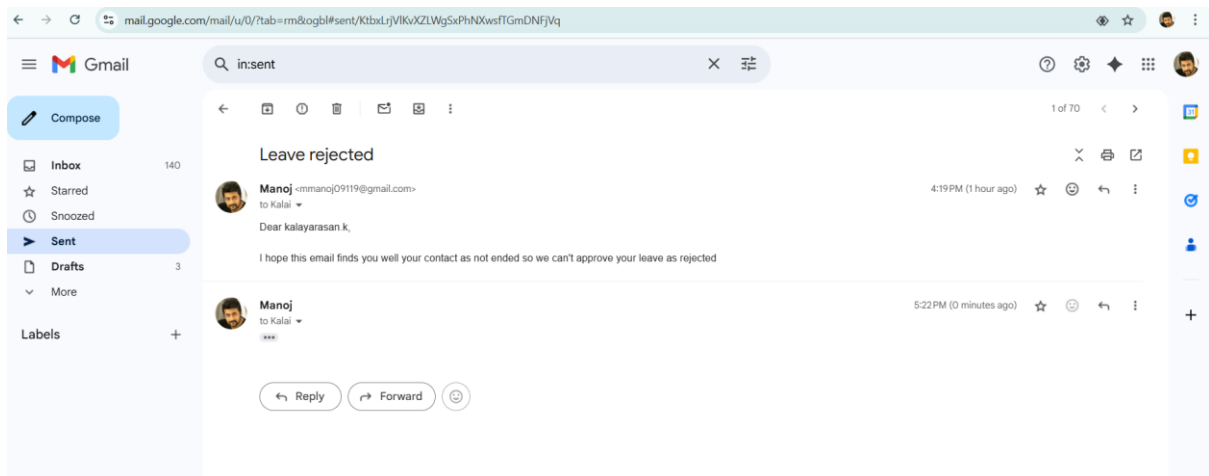 mail.google.com/mail/u/0/?tab=rm&ogbl#sent/KtbxLrjVlKvXZLWgSxPhNXwsfTGmDNFjVq
Gmail
in:sent
Compose
1 of 70
Leave rejected
Inbox 140
Manoj <mmanoj09119@gmail.com> 4:19 PM (1 hour ago)
Starred
to Kalai
Snoozed
Dear kalayarasan.k,
Sent
I hope this email finds you well your contact as not ended so we can't approve your leave as rejected
Drafts 3
More
Manoj 5:22 PM (0 minutes ago)
to Kalai
Labels
Reply Forward
31